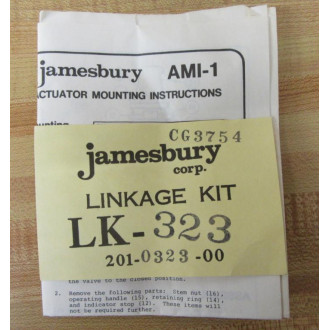 jamesbury AMI-1
ACTUATOR MOUNTING INSTRUCTIONS
CG3754
jamesbury
corp.
LINKAGE KIT
LK-323
201-0323-00
the valve to the closed position.
2. Remove the following parts: Item nut (16),
operating handle (15), retaining ring (14),
and indicator stop (12). These items will
not be required further.